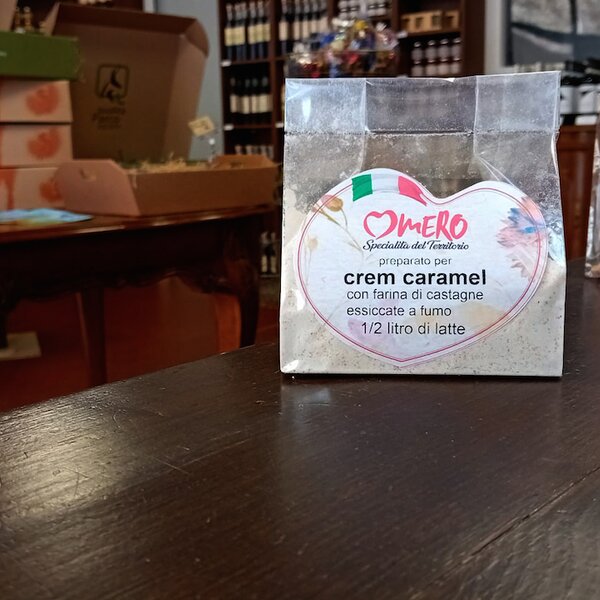 OMERO
Specialità del Territorio
preparato per
crem caramel
con farina di castagne
essiccate a fumo
1/2 litro di latte